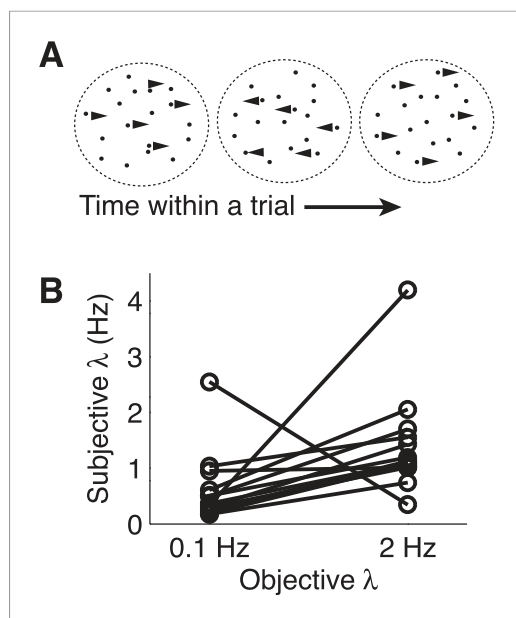 A
Time within a trial
B
Subjective λ (Hz)
4
3
2
1
0
0.1 Hz 2 Hz
Objective λ